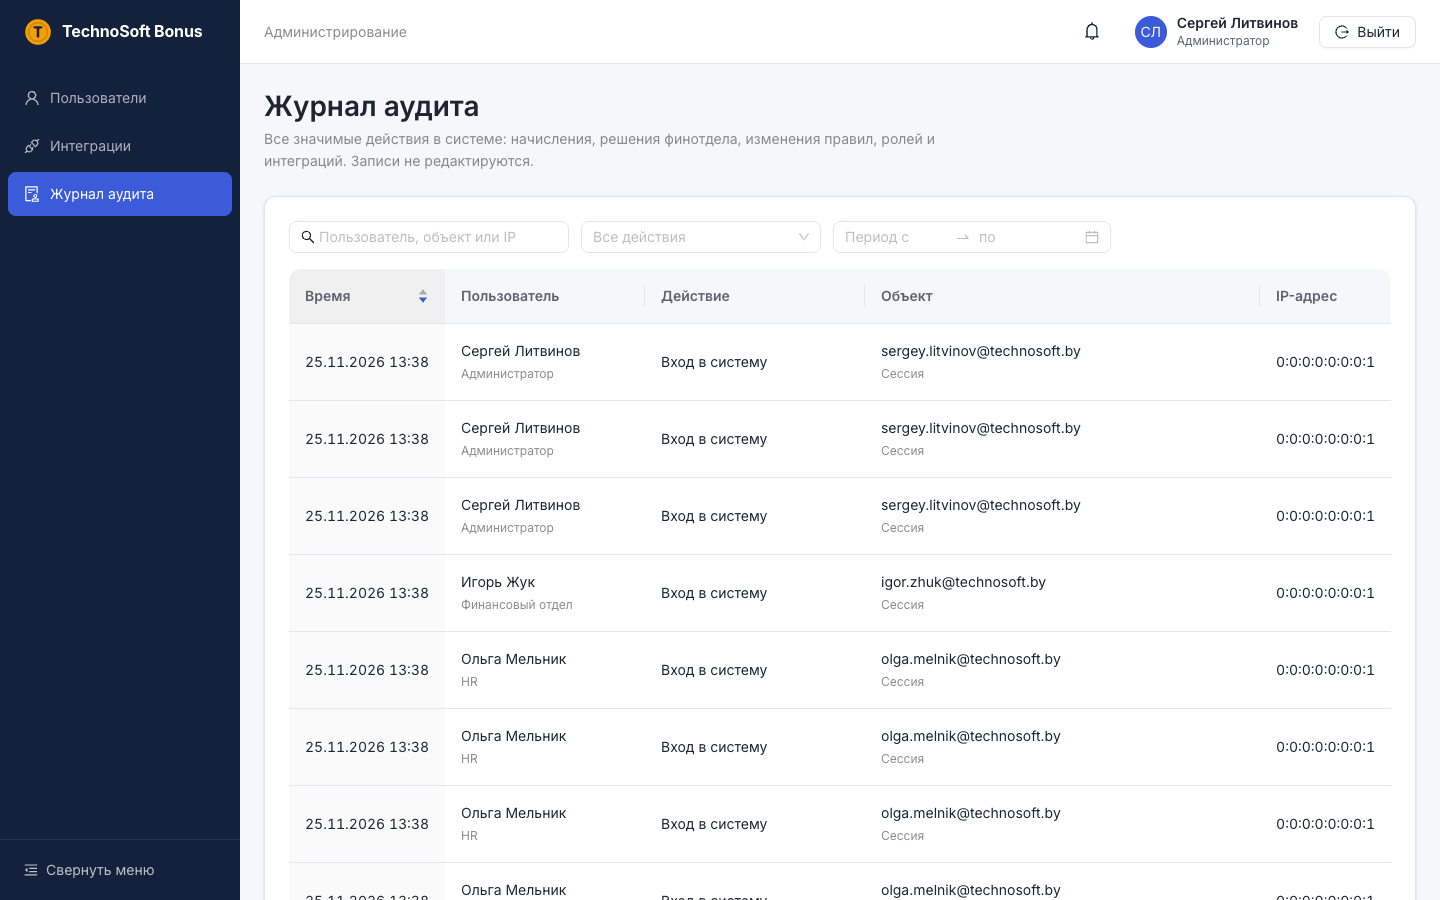 TechnoSoft Bonus
Администрирование
Сергей Литвинов
СЛ
Администратор
Выйти
Пользователи
Интеграции
Журнал аудита
Свернуть меню
Журнал аудита
Все значимые действия в системе: начисления, решения финотдела, изменения правил, ролей и
интеграций. Записи не редактируются.
Пользователь, объект или IP
Все действия
Период с → по
Время Пользователь Действие Объект IP-адрес
25.11.2026 13:38 Сергей Литвинов Вход в систему sergey.litvinov@technosoft.by 0:0:0:0:0:0:0:1
Администратор Сессия
25.11.2026 13:38 Сергей Литвинов Вход в систему sergey.litvinov@technosoft.by 0:0:0:0:0:0:0:1
Администратор Сессия
25.11.2026 13:38 Сергей Литвинов Вход в систему sergey.litvinov@technosoft.by 0:0:0:0:0:0:0:1
Администратор Сессия
25.11.2026 13:38 Игорь Жук Вход в систему igor.zhuk@technosoft.by 0:0:0:0:0:0:0:1
Финансовый отдел Сессия
25.11.2026 13:38 Ольга Мельник Вход в систему olga.melnik@technosoft.by 0:0:0:0:0:0:0:1
HR Сессия
25.11.2026 13:38 Ольга Мельник Вход в систему olga.melnik@technosoft.by 0:0:0:0:0:0:0:1
HR Сессия
25.11.2026 13:38 Ольга Мельник Вход в систему olga.melnik@technosoft.by 0:0:0:0:0:0:0:1
HR Сессия
Ольга Мельник olga.melnik@technosoft.by